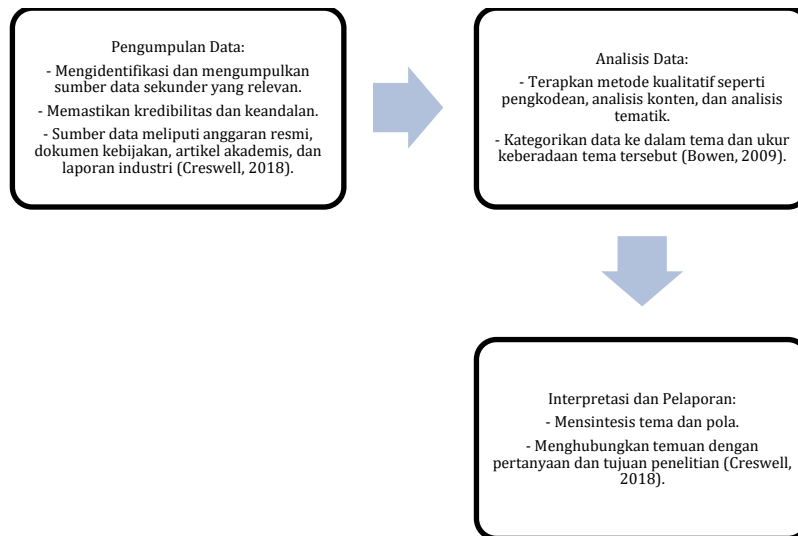 Pengumpulan Data:
- Mengidentifikasi dan mengumpulkan
sumber data sekunder yang relevan.
- Memastikan kredibilitas dan keandalan.
- Sumber data meliputi anggaran resmi,
dokumen kebijakan, artikel akademis, dan
laporan industri (Creswell, 2018).
Analisis Data:
- Terapkan metode kualitatif seperti
pengkodean, analisis konten, dan analisis
tematik.
- Kategorikan data ke dalam tema dan ukur
keberadaan tema tersebut (Bowen, 2009).
Interpretasi dan Pelaporan:
- Mensintesis tema dan pola.
- Menghubungkan temuan dengan
pertanyaan dan tujuan penelitian (Creswell,
2018).